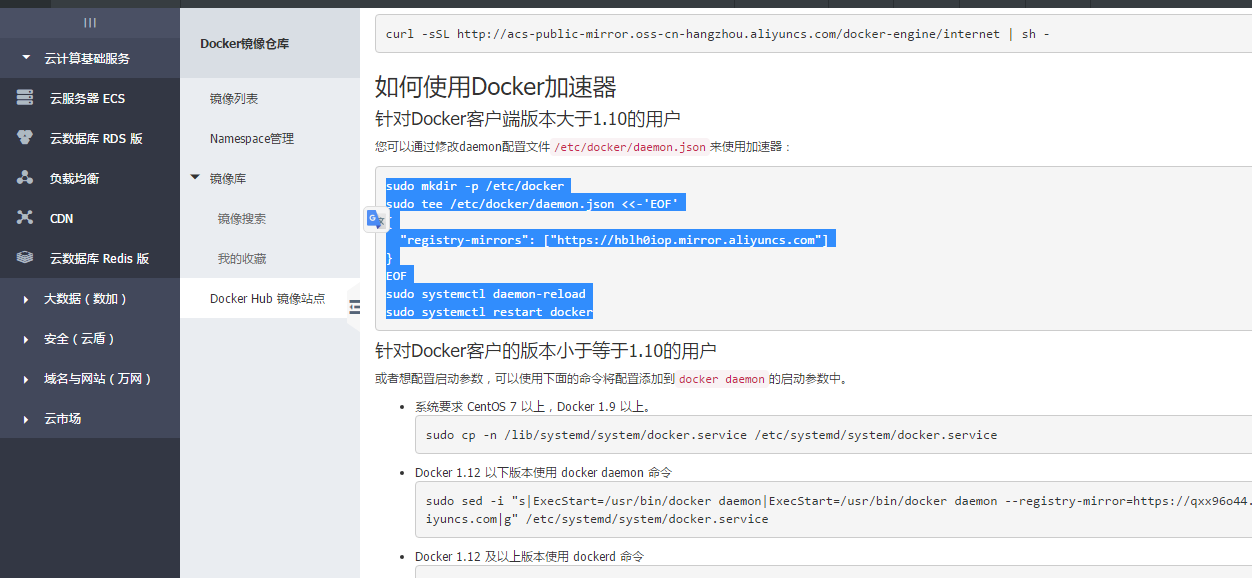 云计算基础服务
云服务器 ECS
云数据库 RDS 版
负载均衡
CDN
云数据库 Redis 版
大数据（数加）
安全（云盾）
域名与网站（万网）
云市场
Docker镜像仓库
镜像列表
Namespace管理
镜像库
镜像搜索
我的收藏
Docker Hub 镜像站点
curl -sSL http://acs-public-mirror.oss-cn-hangzhou.aliyuncs.com/docker-engine/internet | sh -
如何使用Docker加速器
针对Docker客户端版本大于1.10的用户
您可以通过修改daemon配置文件 /etc/docker/daemon.json 来使用加速器：
sudo mkdir -p /etc/docker
sudo tee /etc/docker/daemon.json <<-'EOF'
{
"registry-mirrors": ["https://hblh0iop.mirror.aliyuncs.com"]
}
EOF
sudo systemctl daemon-reload
sudo systemctl restart docker
针对Docker客户的版本小于等于1.10的用户
或者想配置启动参数，可以使用下面的命令将配置添加到 docker daemon 的启动参数中。
系统要求 CentOS 7 以上，Docker 1.9 以上。
sudo cp -n /lib/systemd/system/docker.service /etc/systemd/system/docker.service
Docker 1.12 以下版本使用 docker daemon 命令
sudo sed -i "s|ExecStart=/usr/bin/docker daemon|ExecStart=/usr/bin/docker daemon --registry-mirror=https://qxx96o44.
iyuncs.com|g" /etc/systemd/system/docker.service
Docker 1.12 及以上版本使用 dockerd 命令